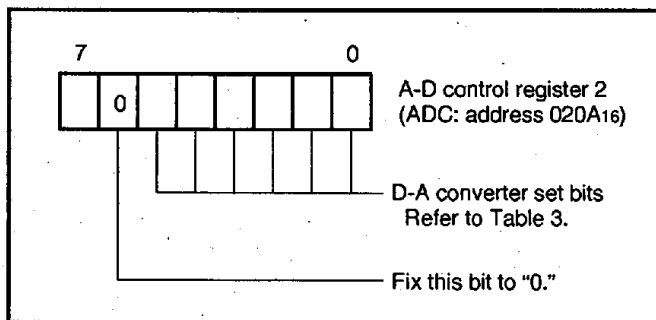 7 0
A-D control register 2
0
(ADC: address 020A16)
D-A converter set bits
Refer to Table 3.
Fix this bit to “0.”